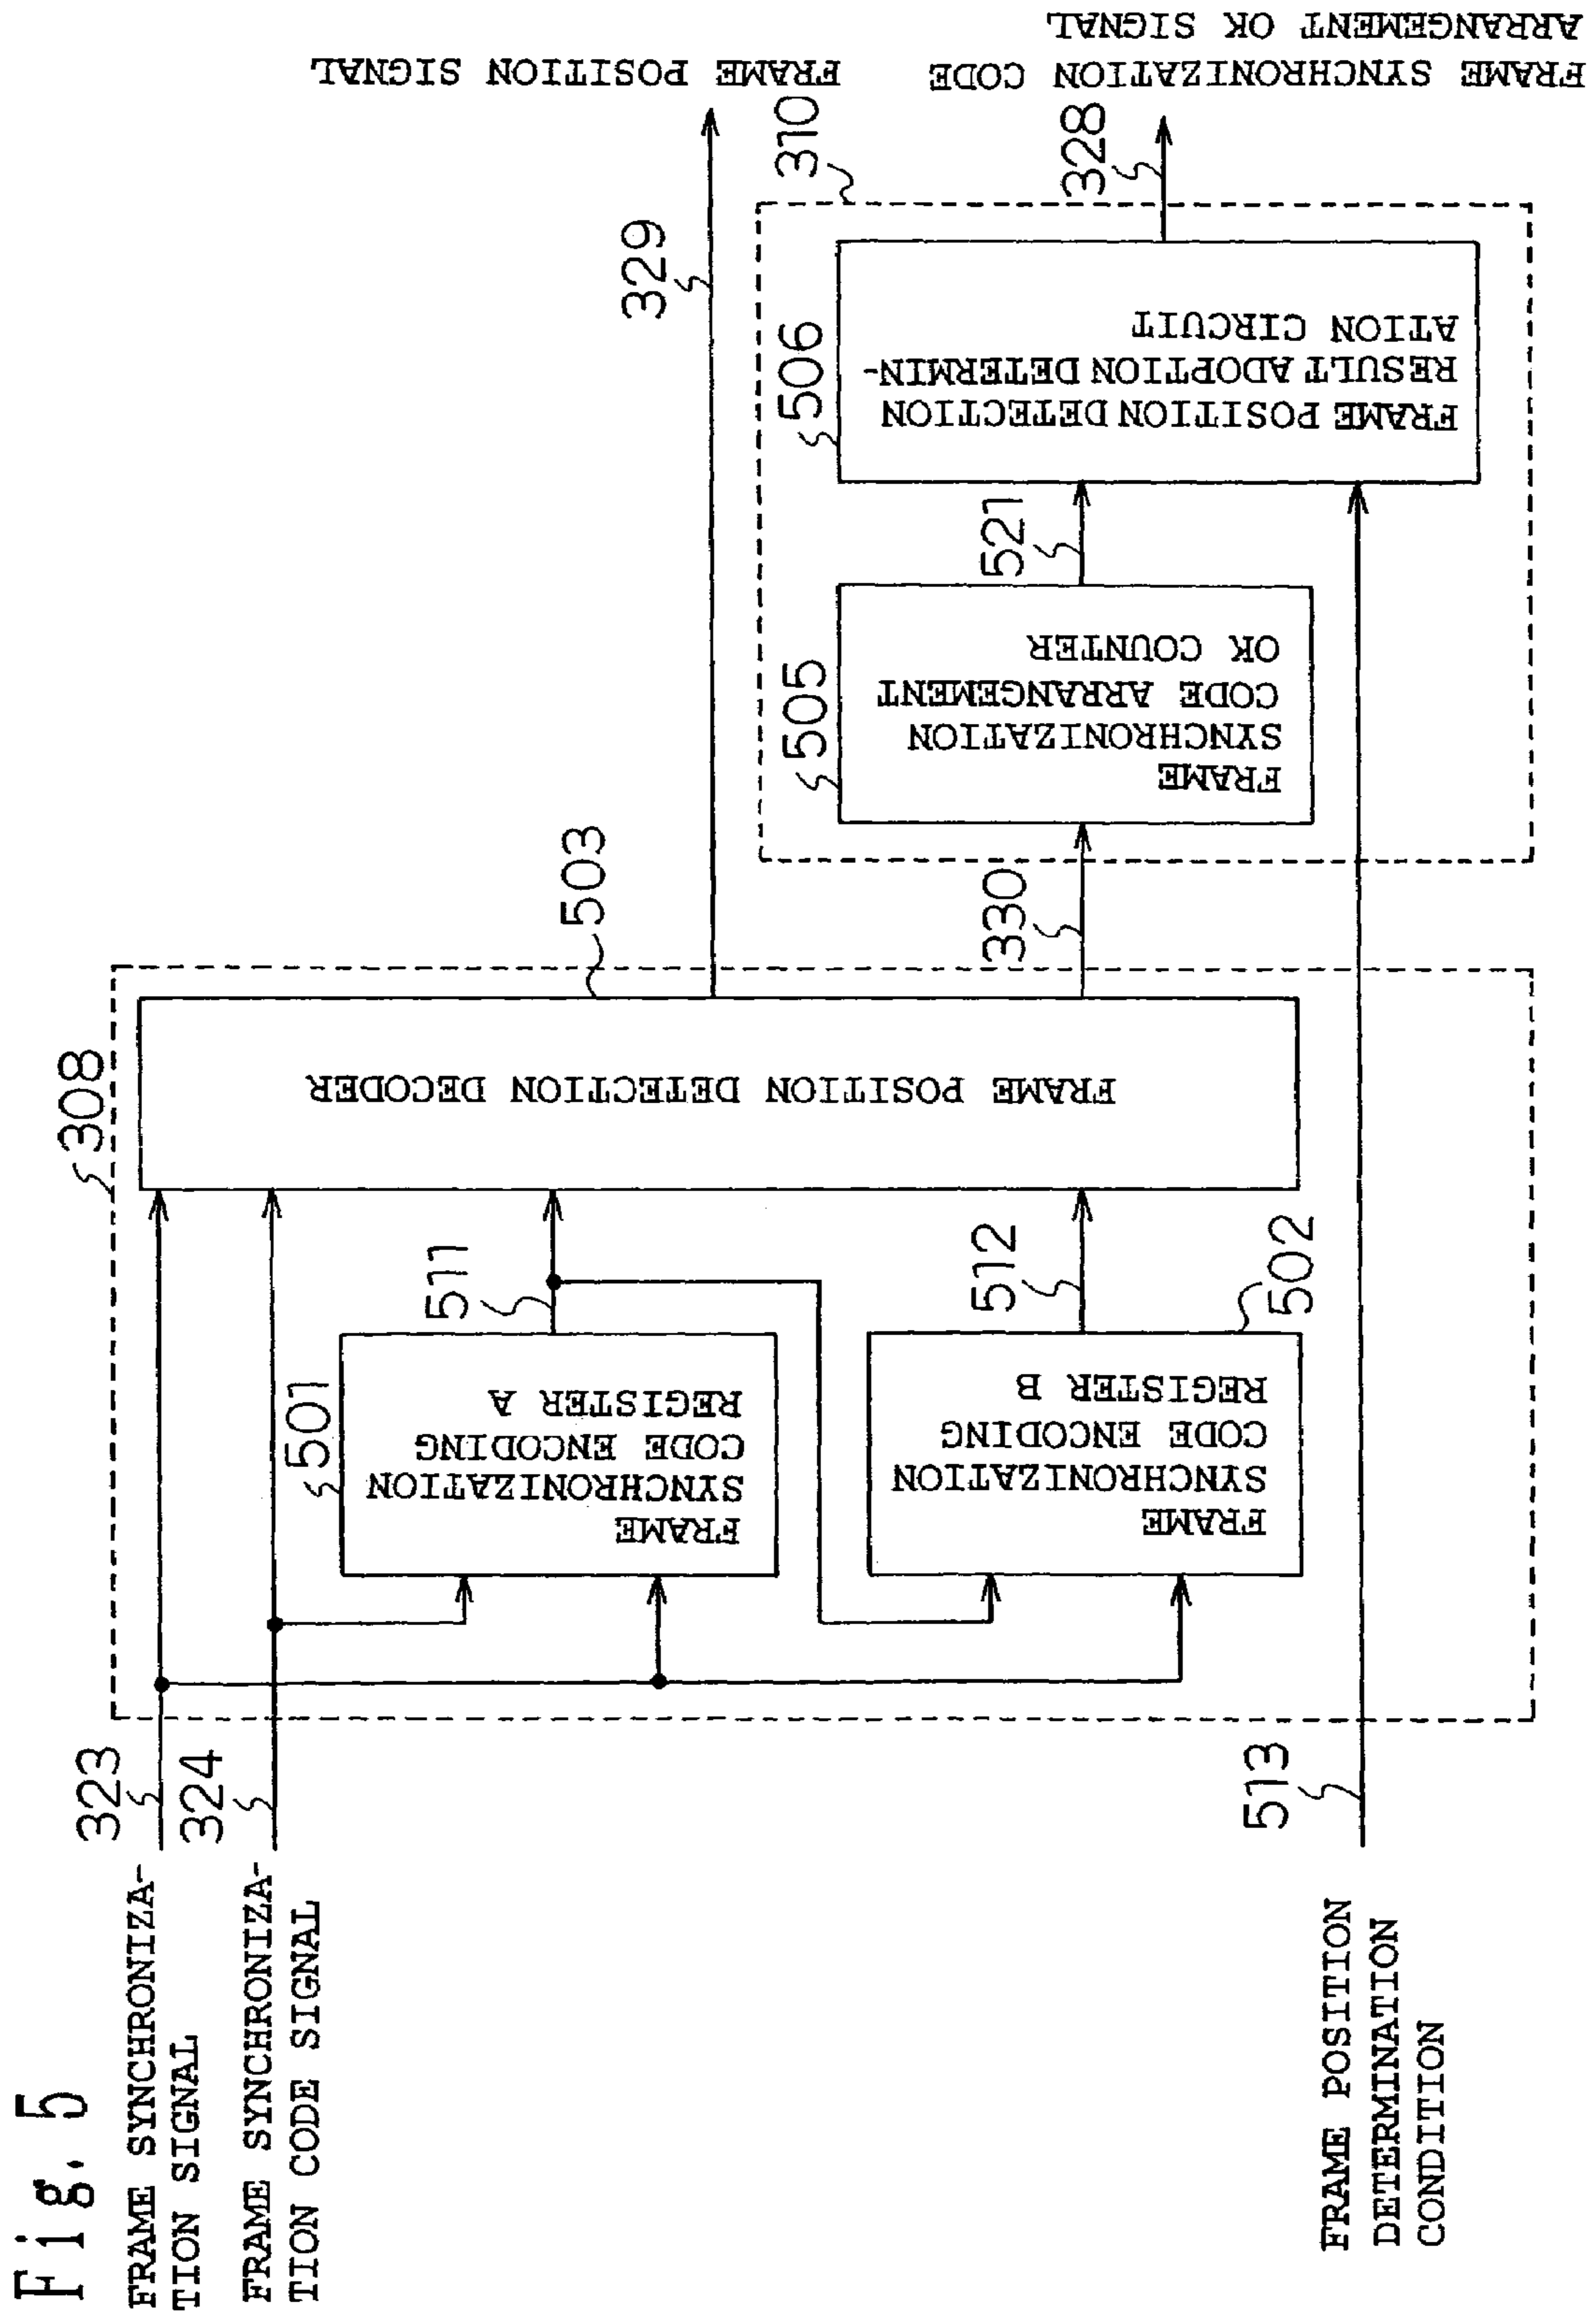 Fig. 5
FRAME SYNCHRONIZA-
TION SIGNAL
323
FRAME SYNCHRONIZA-
TION CODE SIGNAL
324
FRAME POSITION
DETERMINATION
CONDITION
513
308
501
FRAME
SYNCHRONIZATION
CODE ENCODING
REGISTER A
511
FRAME
SYNCHRONIZATION
CODE ENCODING
REGISTER B
502
512
FRAME POSITION DETECTION DECODER
503
330
310
505
FRAME
SYNCHRONIZATION
CODE ARRANGEMENT
OK COUNTER
521
506
FRAME POSITION DETECTION
RESULT ADOPTION DETERMIN-
ATION CIRCUIT
329
FRAME POSITION SIGNAL
328
FRAME SYNCHRONIZATION CODE
ARRANGEMENT OK SIGNAL